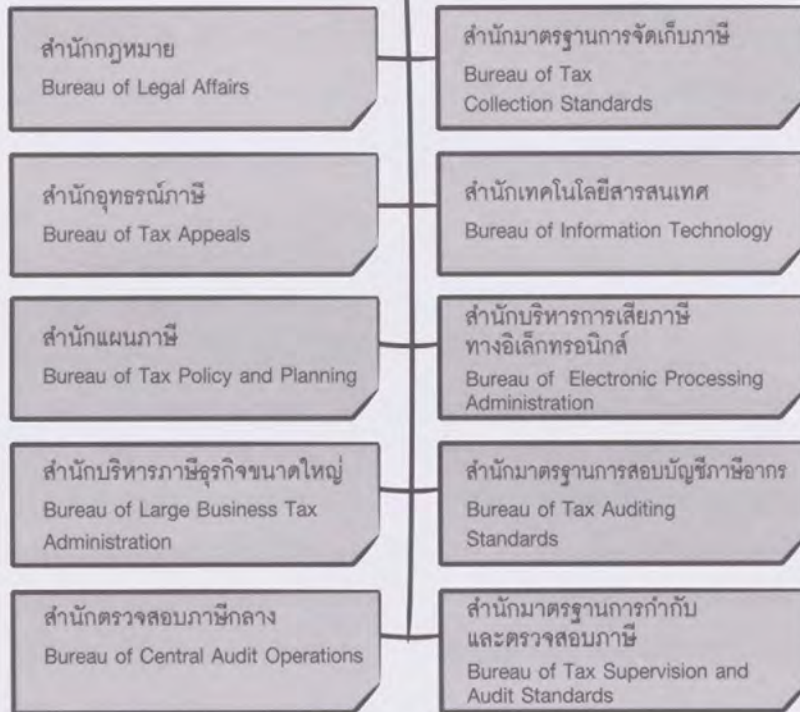 สำนักกฎหมาย
Bureau of Legal Affairs
สำนักมาตรฐานการจัดเก็บภาษี
Bureau of Tax
Collection Standards
สำนักอุทธรณ์ภาษี
Bureau of Tax Appeals
สำนักเทคโนโลยีสารสนเทศ
Bureau of Information Technology
สำนักแผนภาษี
Bureau of Tax Policy and Planning
สำนักบริหารการเสียภาษี
ทางอิเล็กทรอนิกส์
Bureau of Electronic Processing
Administration
สำนักบริหารภาษีธุรกิจขนาดใหญ่
Bureau of Large Business Tax
Administration
สำนักมาตรฐานการสอบบัญชีภาษีอากร
Bureau of Tax Auditing
Standards
สำนักตรวจสอบภาษีกลาง
Bureau of Central Audit Operations
สำนักมาตรฐานการกำกับ
และตรวจสอบภาษี
Bureau of Tax Supervision and
Audit Standards